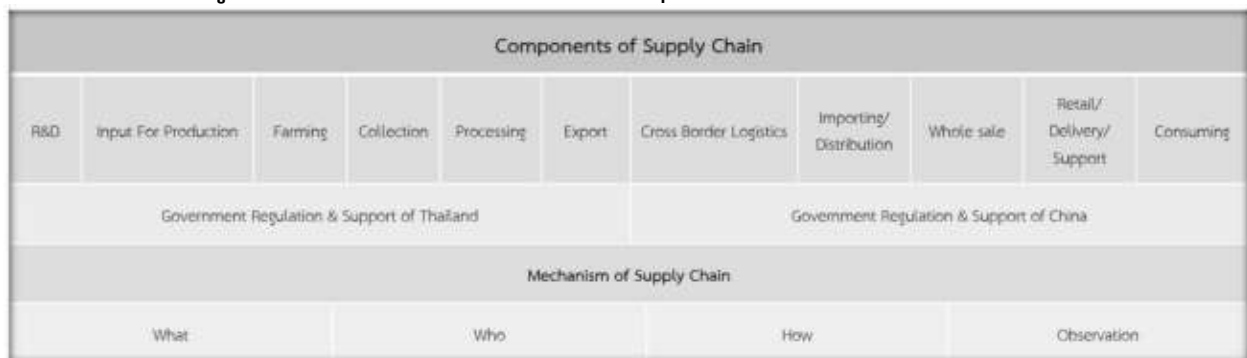 Components of Supply Chain
R&D
Input For Production
Farming
Collection
Processing
Export
Cross Border Logistics
Importing/
Distribution
Whole sale
Retail/
Delivery/
Support
Consuming
Government Regulation & Support of Thailand
Government Regulation & Support of China
Mechanism of Supply Chain
What
Who
How
Observation